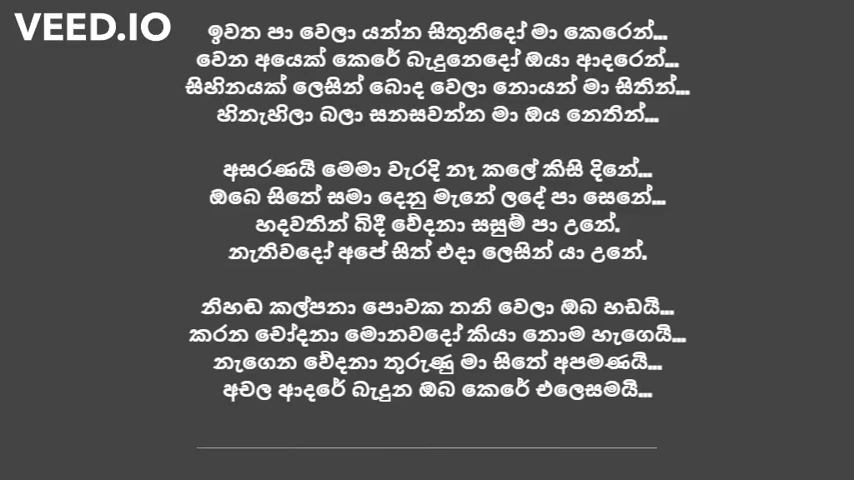 VEED.IO
ඉවත පා වෙලා යන්න සිතුනිදෝ මා කෙරෙන්...
වෙන අයෙක් කෙරේ බැදුනෙදෝ ඔයා ආදරෙන්...
සිහිනයක් ලෙසින් බොද වෙලා නොයන් මා සිතින්...
හිනැහිලා බලා සනසවන්න මා ඔය නෙතින්...
අසරණයි මෙමා වැරදි නෑ කලේ කිසි දිනේ...
ඔබෙ සිතේ සමා දෙනු මැනේ ලදේ පා සෙනේ...
හදවතින් බිදී වේදනා සසුම් පා උනේ.
නැතිවදෝ අපේ සිත් එදා ලෙසින් යා උනේ.
නිහඬ කල්පනා පොවක තනි වෙලා ඔබ හඩයි...
කරන චෝදනා මොනවදෝ කියා නොම හැගෙයි...
නැගෙන වේදනා තුරුණු මා සිතේ අපමණයි...
අචල ආදරේ බැදුන ඔබ කෙරේ එලෙසමයි...